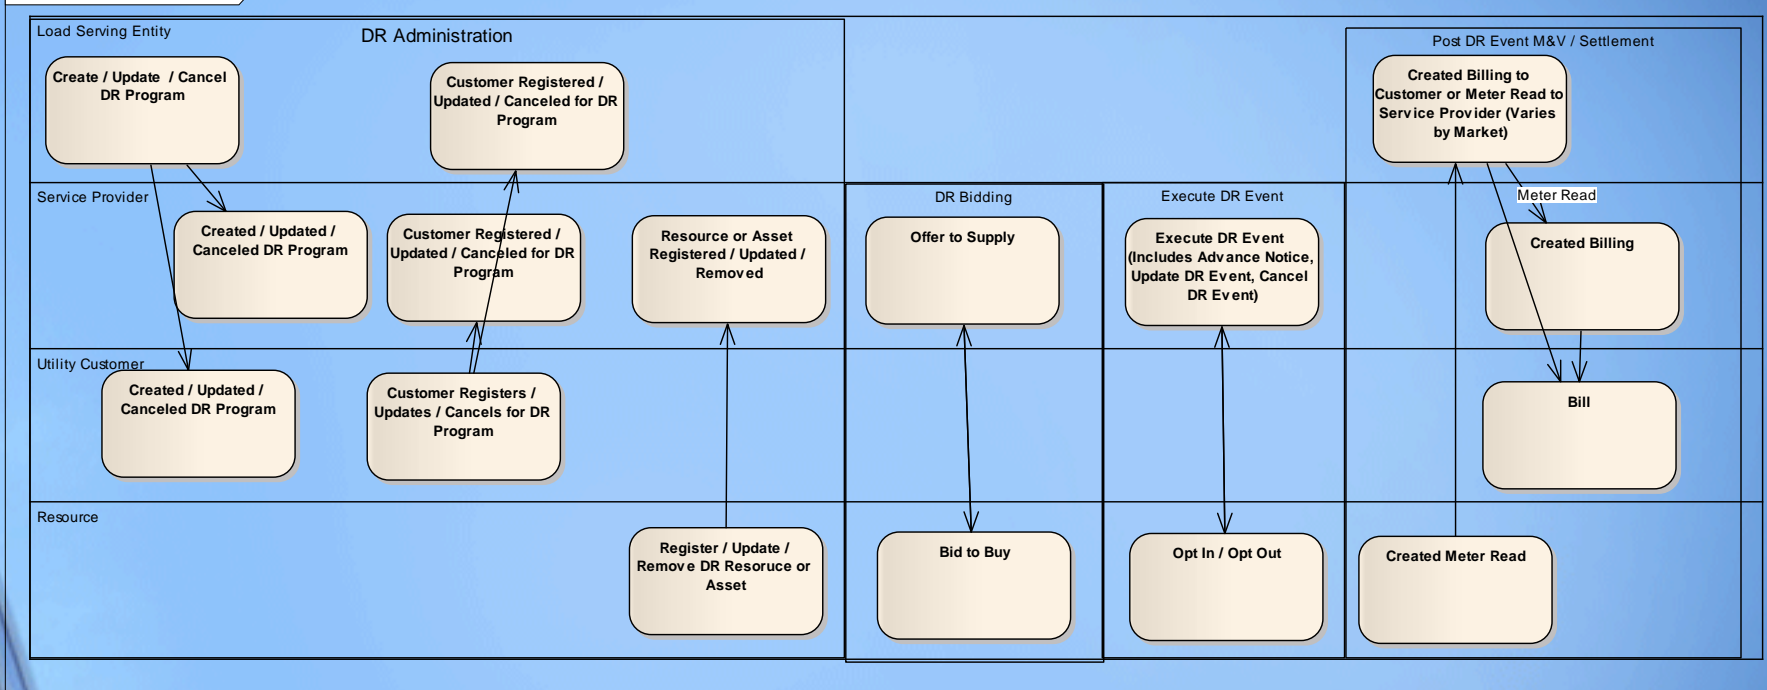 Load Serving Entity
DR Administration
Post DR Event M&V / Settlement
Create / Update / Cancel
DR Program
Customer Registered /
Updated / Canceled for DR
Program
Created Billing to
Customer or Meter Read to
Service Provider (Varies
by Market)
Service Provider
DR Bidding
Execute DR Event
Meter Read
Created / Updated /
Canceled DR Program
Customer Registered /
Updated / Canceled for DR
Program
Resource or Asset
Registered / Updated /
Removed
Offer to Supply
Execute DR Event
(Includes Advance Notice,
Update DR Event, Cancel
DR Event)
Created Billing
Utility Customer
Created / Updated /
Canceled DR Program
Customer Registers /
Updates / Cancels for DR
Program
Bill
Resource
Register / Update /
Remove DR Resoruce or
Asset
Bid to Buy
Opt In / Opt Out
Created Meter Read